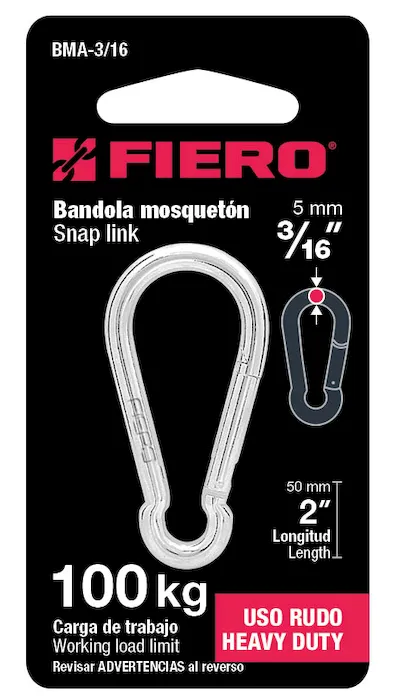 BMA-3/16
FIERO®
Bandola mosquetón
Snap link
5 mm
3/16”
FIERO
50 mm
2”
Longitud
Length
100 kg
Carga de trabajo
Working load limit
Revisar ADVERTENCIAS al reverso
USO RUDO
HEAVY DUTY